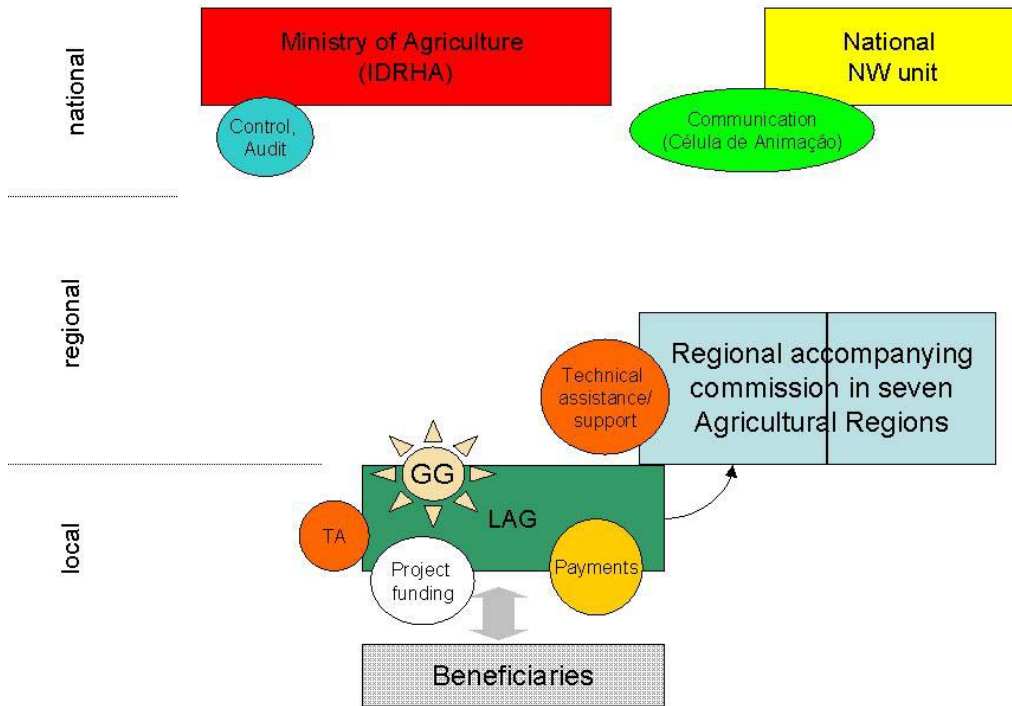 national
Ministry of Agriculture
(IDRHA)
National
NW unit
Control,
Audit
Communication
(Célula de Animação)
regional
Regional accompanying
commission in seven
Agricultural Regions
Technical
assistance/
support
local
GG
LAG
TA
Project
funding
Payments
Beneficiaries